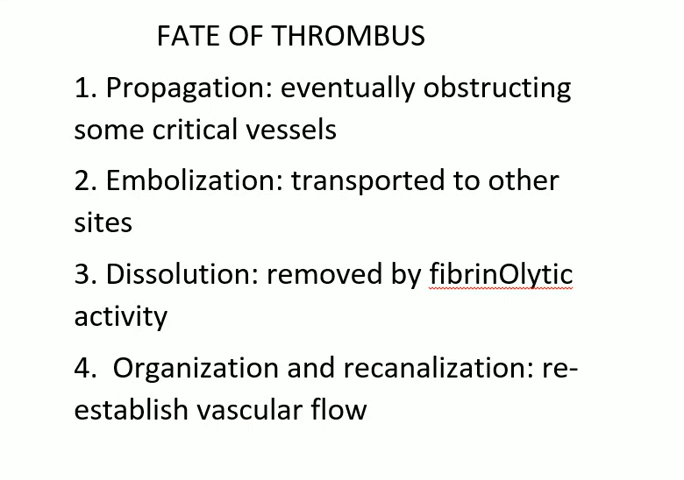 FATE OF THROMBUS
1. Propagation: eventually obstructing
some critical vessels
2. Embolization: transported to other
sites
3. Dissolution: removed by fibrinOlytic
activity
4.  Organization and recanalization: re-
establish vascular flow